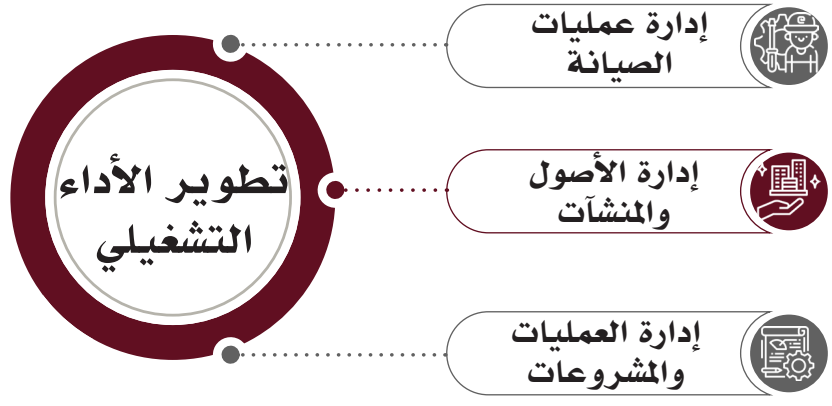 تطوير الأداء
التشغيلي
إدارة عمليات
الصيانة
إدارة الأصول
والمنشآت
إدارة العمليات
والمشروعات